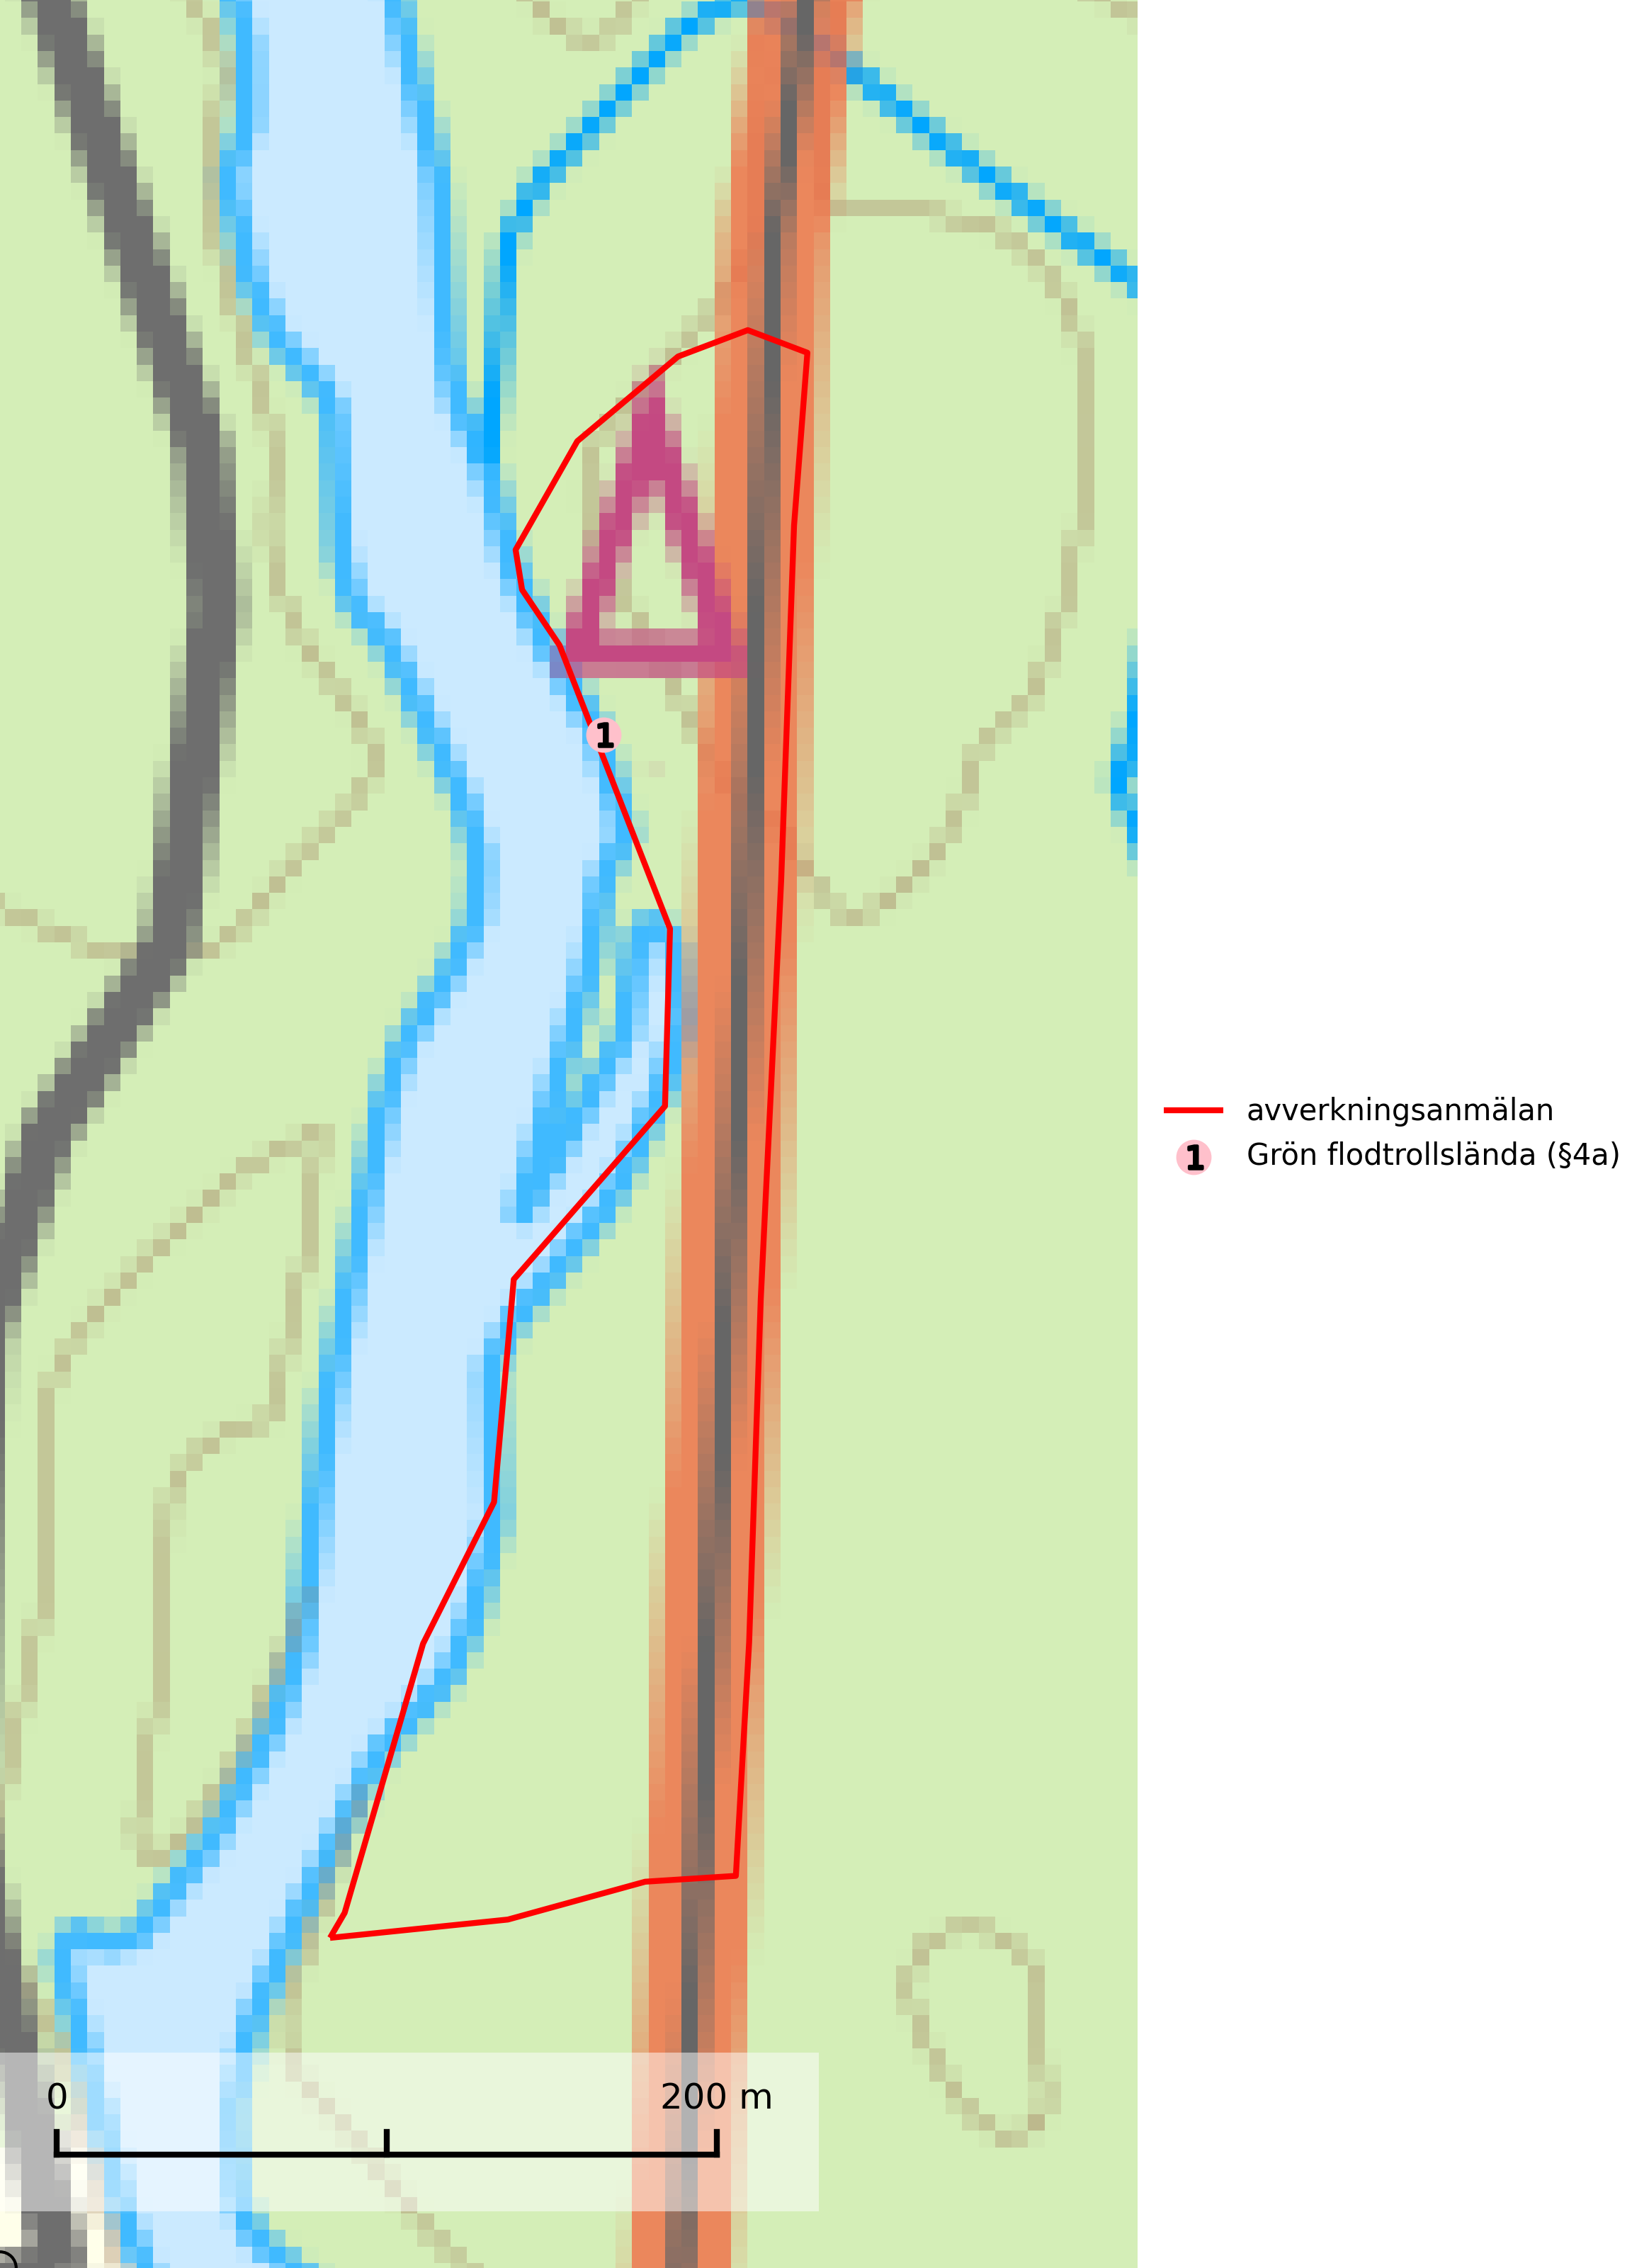 1
avverkningsanmälan
1 Grön flodtrollslända (§4a)
0 200 m